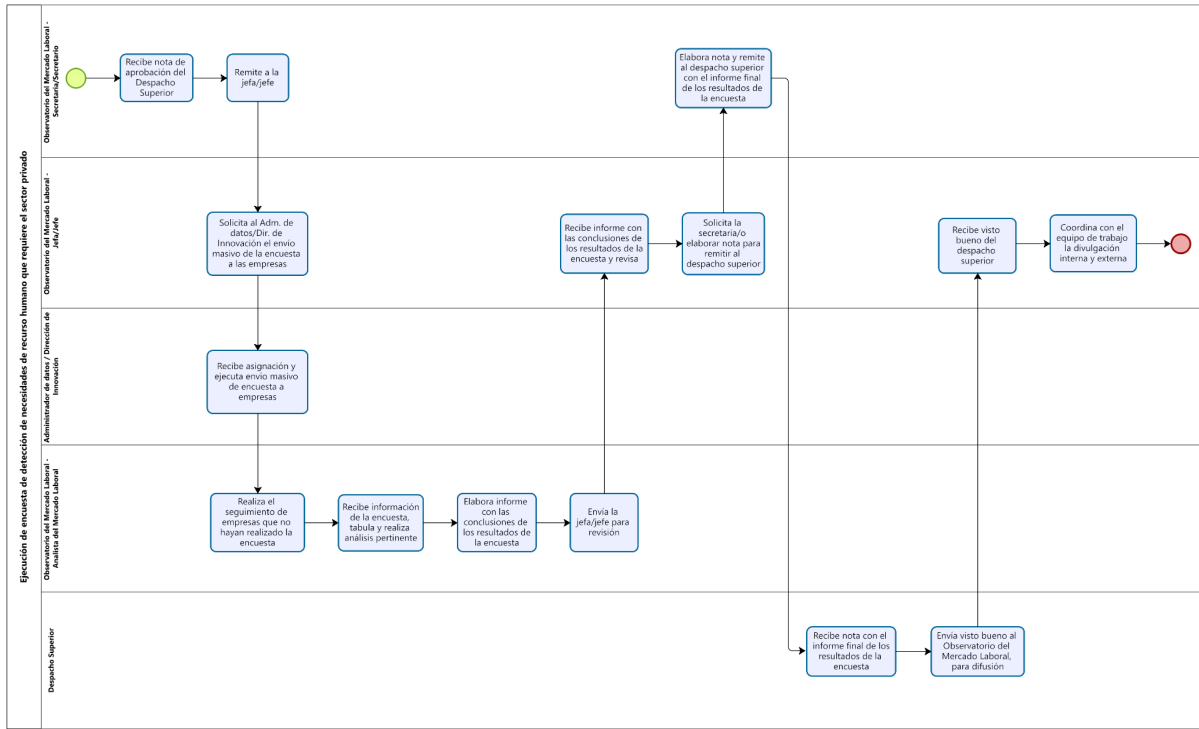 Ejecución de encuesta de detección de necesidades de recurso humano que requiere el sector privado
Observatorio del Mercado Laboral -
Secretaria/Secretario
Recibe nota de
aprobación del
Despacho
Superior
Remite a la
jefa/jefe
Elabora nota y remite
al despacho superior
con el informe final
de los resultados de
la encuesta
Observatorio del Mercado Laboral -
Jefa/Jefe
Solicita al Adm. de
datos/Dir. de
Innovación el envío
masivo de la encuesta
a las empresas
Recibe informe con
las conclusiones de
los resultados de la
encuesta y revisa
Solicita la
secretaria/o
elaborar nota para
remitir al
despacho superior
Recibe visto
bueno del
despacho
superior
Coordina con el
equipo de trabajo
la divulgación
interna y externa
Administrador de datos / Dirección de
Innovación
Recibe asignación y
ejecuta envio masivo
de encuesta a
empresas
Observatorio del Mercado Laboral -
Analista del Mercado Laboral
Realiza el
seguimiento de
empresas que no
hayan realizado la
encuesta
Recibe información
de la encuesta,
tabula y realiza
análisis pertinente
Elabora informe
con las
conclusiones de
los resultados de
la encuesta
Envía la
jefa/jefe para
revisión
Despacho Superior
Recibe nota con el
informe final de los
resultados de la
encuesta
Envía visto bueno al
Observatorio del
Mercado Laboral,
para difusión